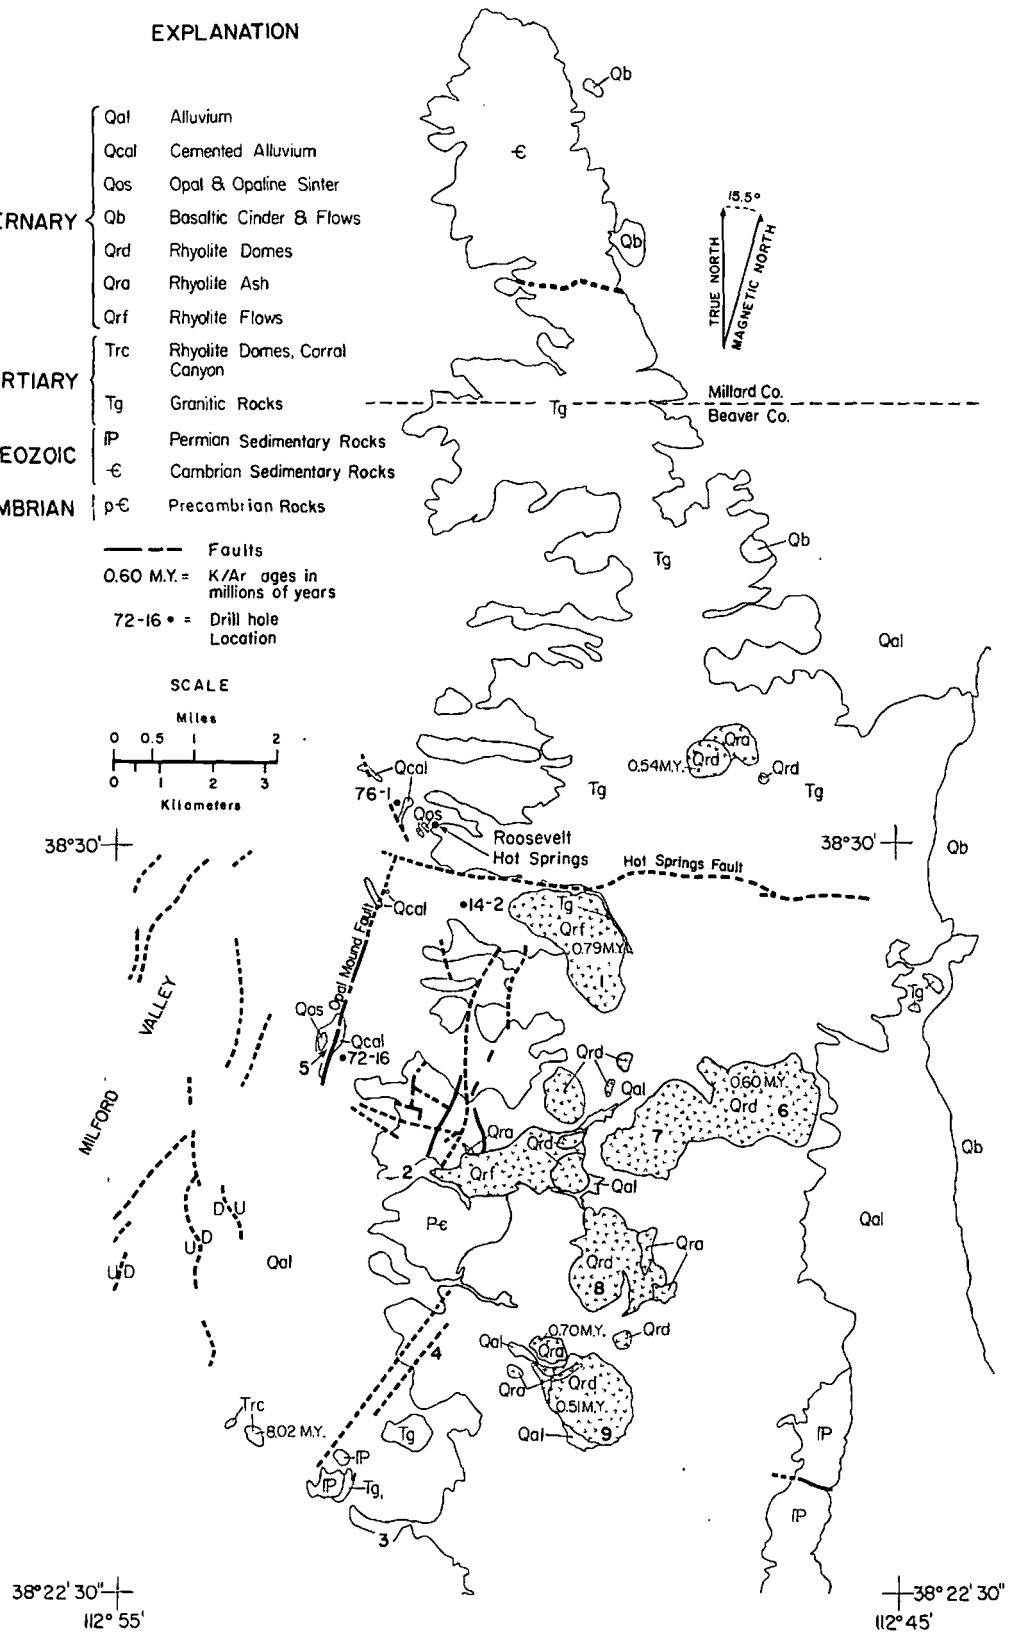 EXPLANATION
Qal Alluvium
Qcal Cemented Alluvium
Qos Opal & Opaline Sinter
ERNARY Qb Basaltic Cinder & Flows
Qrd Rhyolite Domes
Qra Rhyolite Ash
Qrf Rhyolite Flows
Trc Rhyolite Domes, Corral
Canyon
RTIARY
Tg Granitic Rocks
IP Permian Sedimentary Rocks
EOZOIC
-C Cambrian Sedimentary Rocks
MBRIAN p-C Precambrian Rocks
Faults
0.60 M.Y. = K/Ar ages in
millions of years
72-16 • = Drill hole
Location
SCALE
Miles
0 0.5 1 2
0 1 2 3
Kilometers
Qb
-C
Qb
15.5°
TRUE NORTH
MAGNETIC NORTH
Millard Co.
Tg
Beaver Co.
Qb
Tg
Qal
Qra
0.54 M.Y. Qrd
Qrd
Qcal
76-1
Tg
Tg
Qos
Roosevelt
Hot Springs
38°30'
38°30'
Qb
Hot Springs Fault
Qcal
•14-2
Tg
Qrf
0.79 M.Y.
1
Opal Mound Fault
VALLEY
Tg
Qos
Qcal
5
•72-16
Qrd
Qal
0.60 M.Y.
Qrd 6
7
MILFORD
Qra
Qrd
Qb
2
Qrf
Qal
D U
P-C
Qal
U D
Qal
Qra
Qrd
U D
8
0.70 M.Y.
Qrd
Qal
Qra
4
Qra
Qrd
0.51 M.Y.
Trc
8.02 M.Y.
Tg
Qal
9
IP
IP
IP
Tg
IP
3
38°22'30"
38°22'30"
112°55'
112°45'